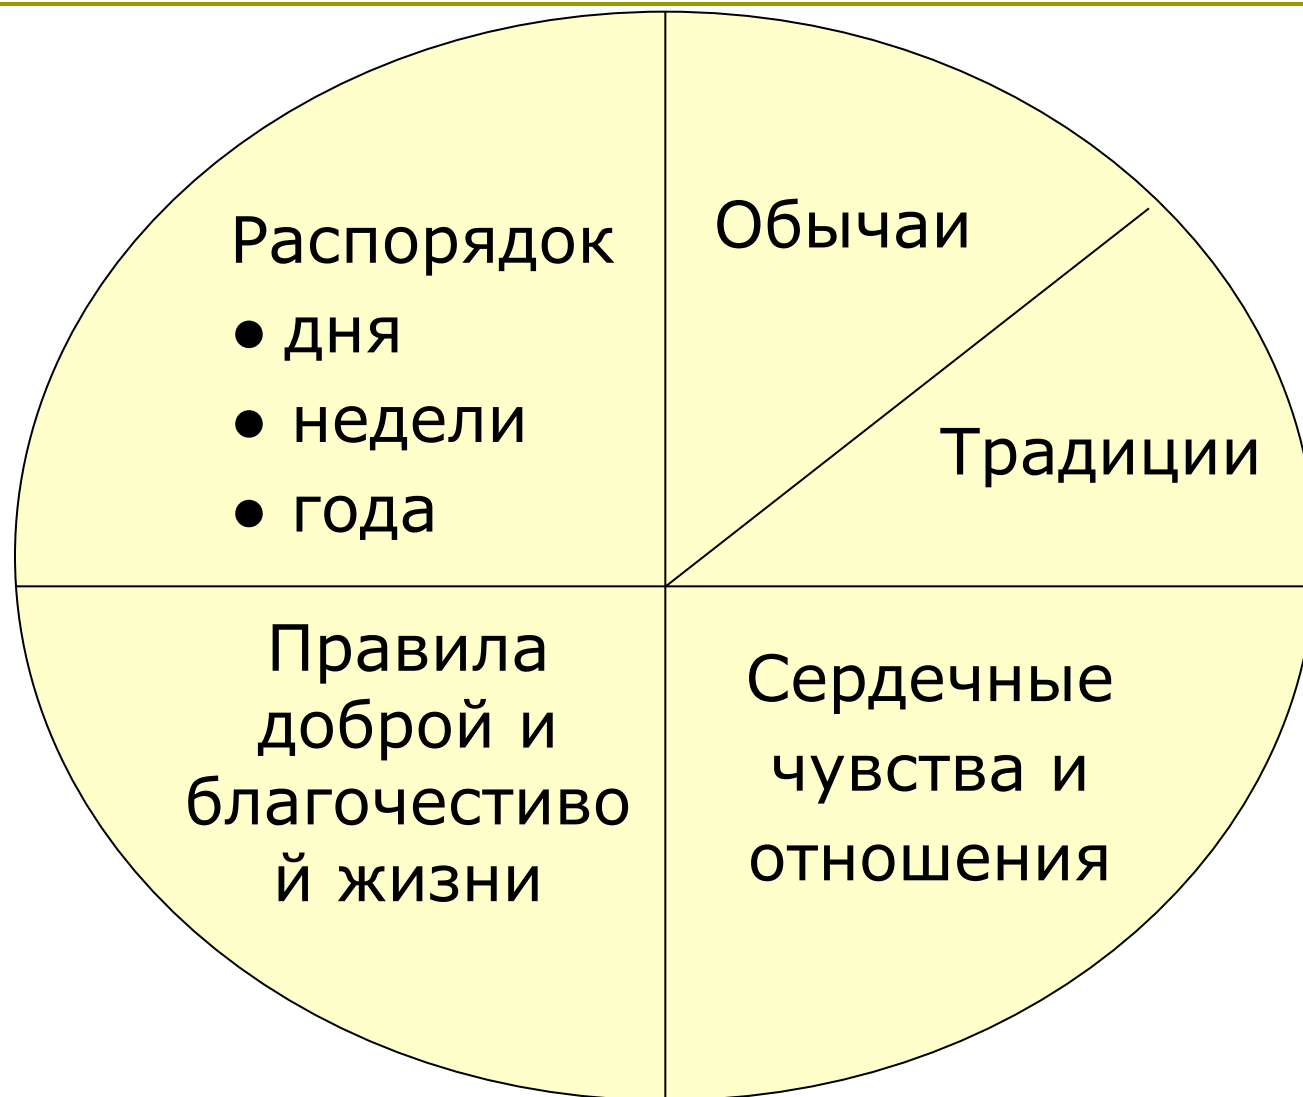 Распорядок
● дня
● недели
● года
Обычаи
Традиции
Правила
доброй и
благочестиво
й жизни
Сердечные
чувства и
отношения